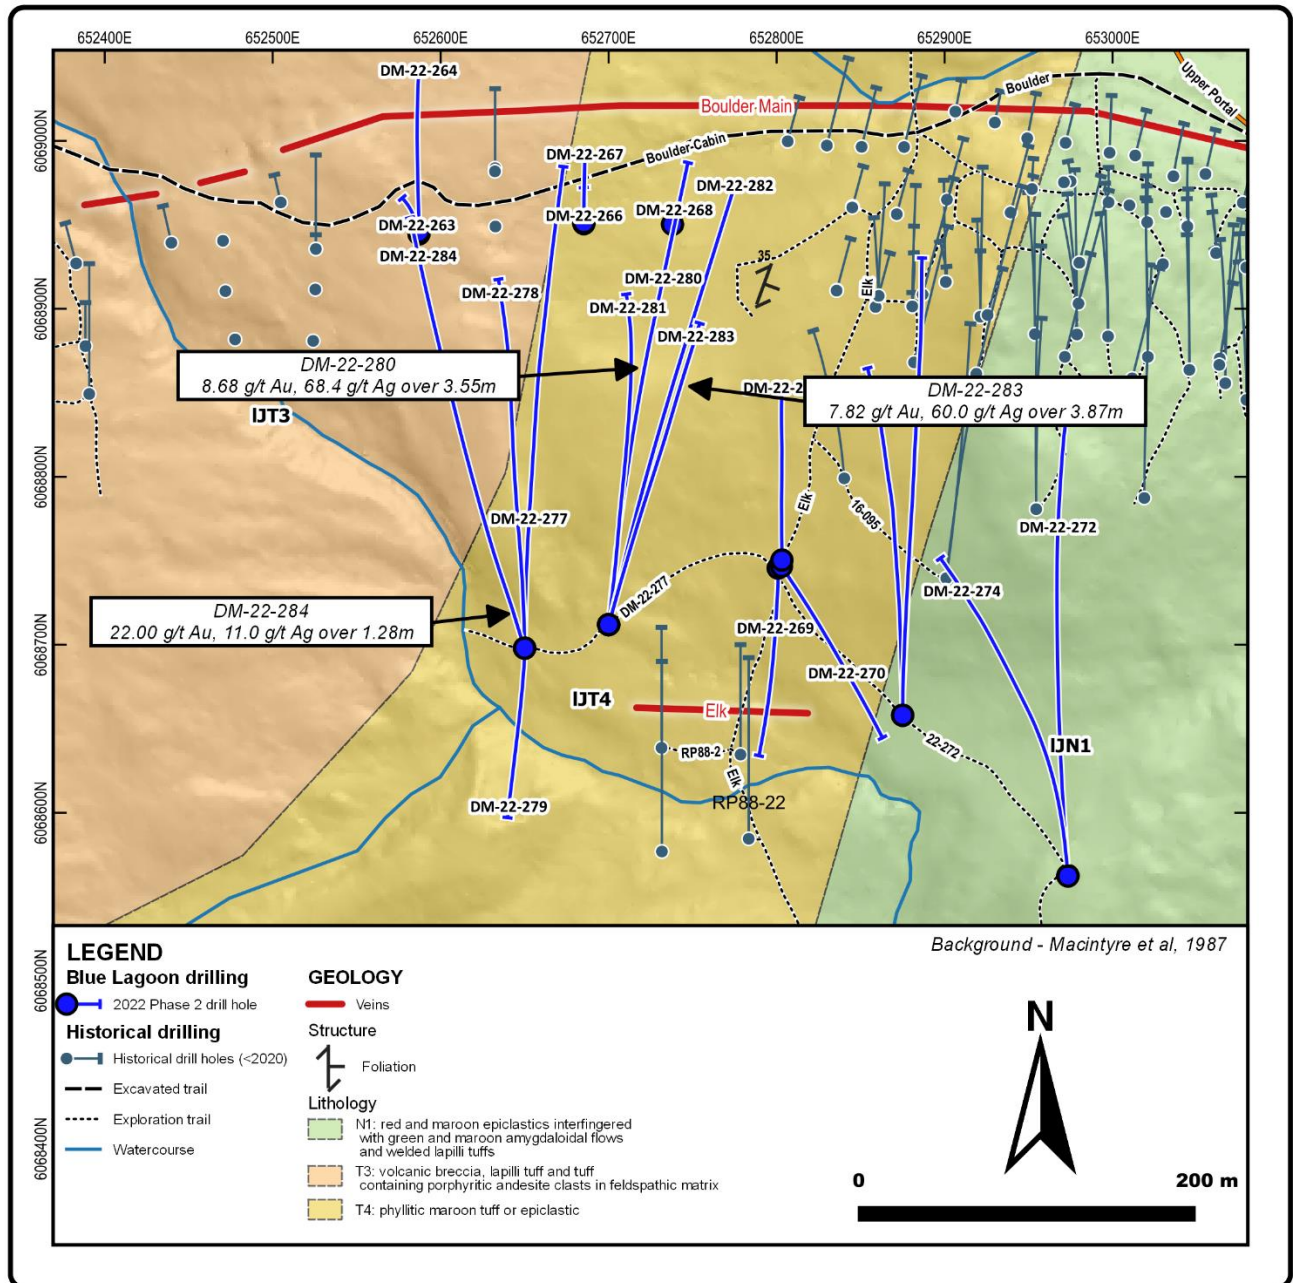 652400E 652500E 652600E 652700E 652800E 652900E 653000E
6069000N
6068900N
6068800N
6068700N
6068600N
6068500N
6068400N
DM-22-264
Boulder Main
Boulder
Upper Portal
DM-22-267
Boulder-Cabin
DM-22-282
DM-22-263
DM-22-266
DM-22-268
DM-22-284
35
DM-22-278
DM-22-280
Elk
DM-22-281
DM-22-283
DM-22-280
8.68 g/t Au, 68.4 g/t Ag over 3.55m
DM-22-2
DM-22-283
7.82 g/t Au, 60.0 g/t Ag over 3.87m
lJT3
DM-22-277
Elk
16-095
DM-22-272
DM-22-277
DM-22-274
DM-22-284
22.00 g/t Au, 11.0 g/t Ag over 1.28m
DM-22-269
DM-22-270
lJT4
Elk
RP88-2
22-272
lJN1
Elk
DM-22-279
RP88-22
Background - Macintyre et al, 1987
LEGEND
Blue Lagoon drilling
2022 Phase 2 drill hole
Historical drilling
Historical drill holes (<2020)
Excavated trail
Exploration trail
Watercourse
GEOLOGY
Veins
Structure
Foliation
Lithology
N1: red and maroon epiclastics interfingered
with green and maroon amygdaloidal flows
and welded lapilli tuffs
T3: volcanic breccia, lapilli tuff and tuff
containing porphyritic andesite clasts in feldspathic matrix
T4: phyllitic maroon tuff or epiclastic
N
0 200 m